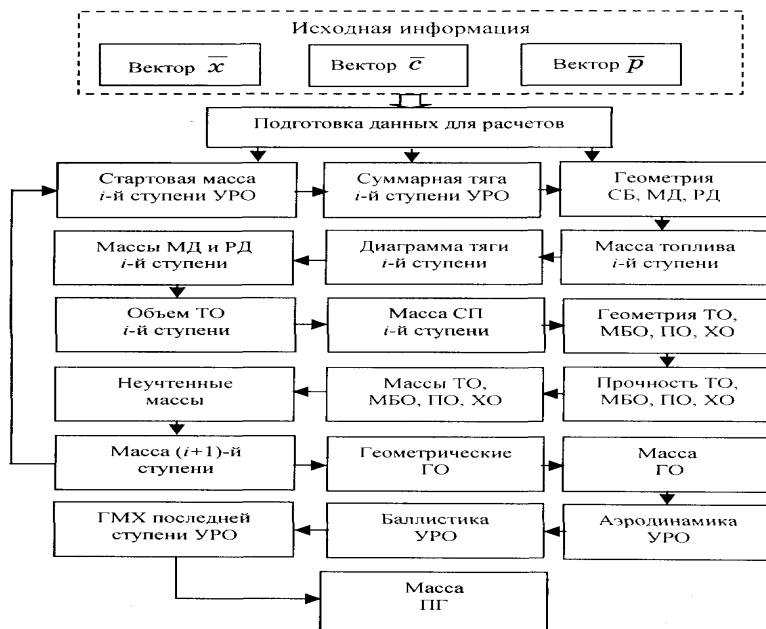 Исходная информация
Вектор x̄
Вектор c̄
Вектор p̄
Подготовка данных для расчетов
Стартовая масса
i-й ступени УРО
Суммарная тяга
i-й ступени УРО
Геометрия
СБ, МД, РД
Массы МД и РД
i-й ступени
Диаграмма тяги
i-й ступени
Масса топлива
i-й ступени
Объем ТО
i-й ступени
Масса СП
i-й ступени
Геометрия ТО,
МБО, ПО, ХО
Неучтенные
массы
Массы ТО,
МБО, ПО, ХО
Прочность ТО,
МБО, ПО, ХО
Масса (i+1)-й
ступени
Геометрические
ГО
Масса
ГО
ГМХ последней
ступени УРО
Баллистика
УРО
Аэродинамика
УРО
Масса
ПГ